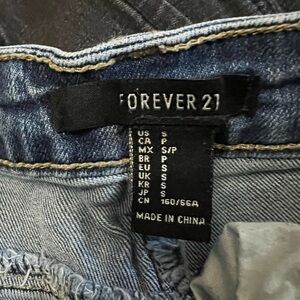 FOREVER 21
US S
CA P
MX S/P
BR P
EU S
UK S
KR S
JP S
CN 160/66A
MADE IN CHINA